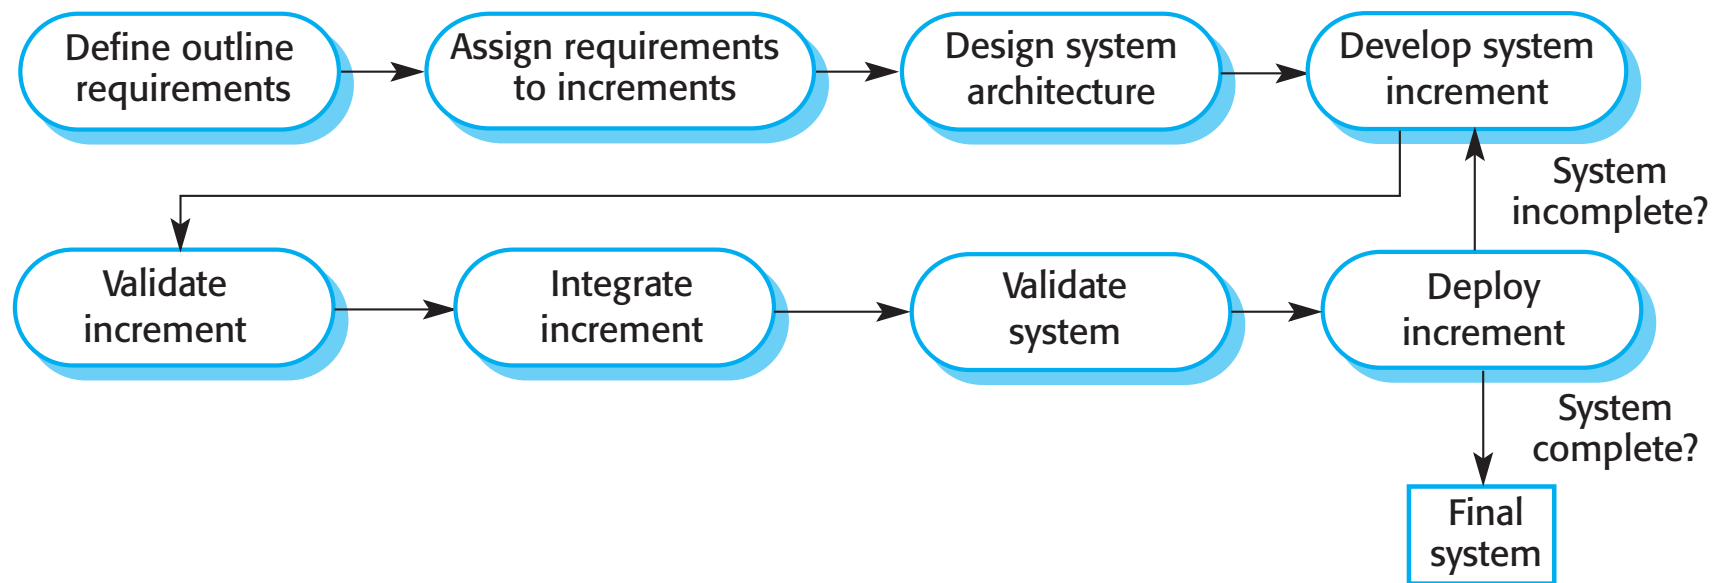 Define outline
requirements
Assign requirements
to increments
Design system
architecture
Develop system
increment
System
incomplete?
Validate
increment
Integrate
increment
Validate
system
Deploy
increment
System
complete?
Final
system